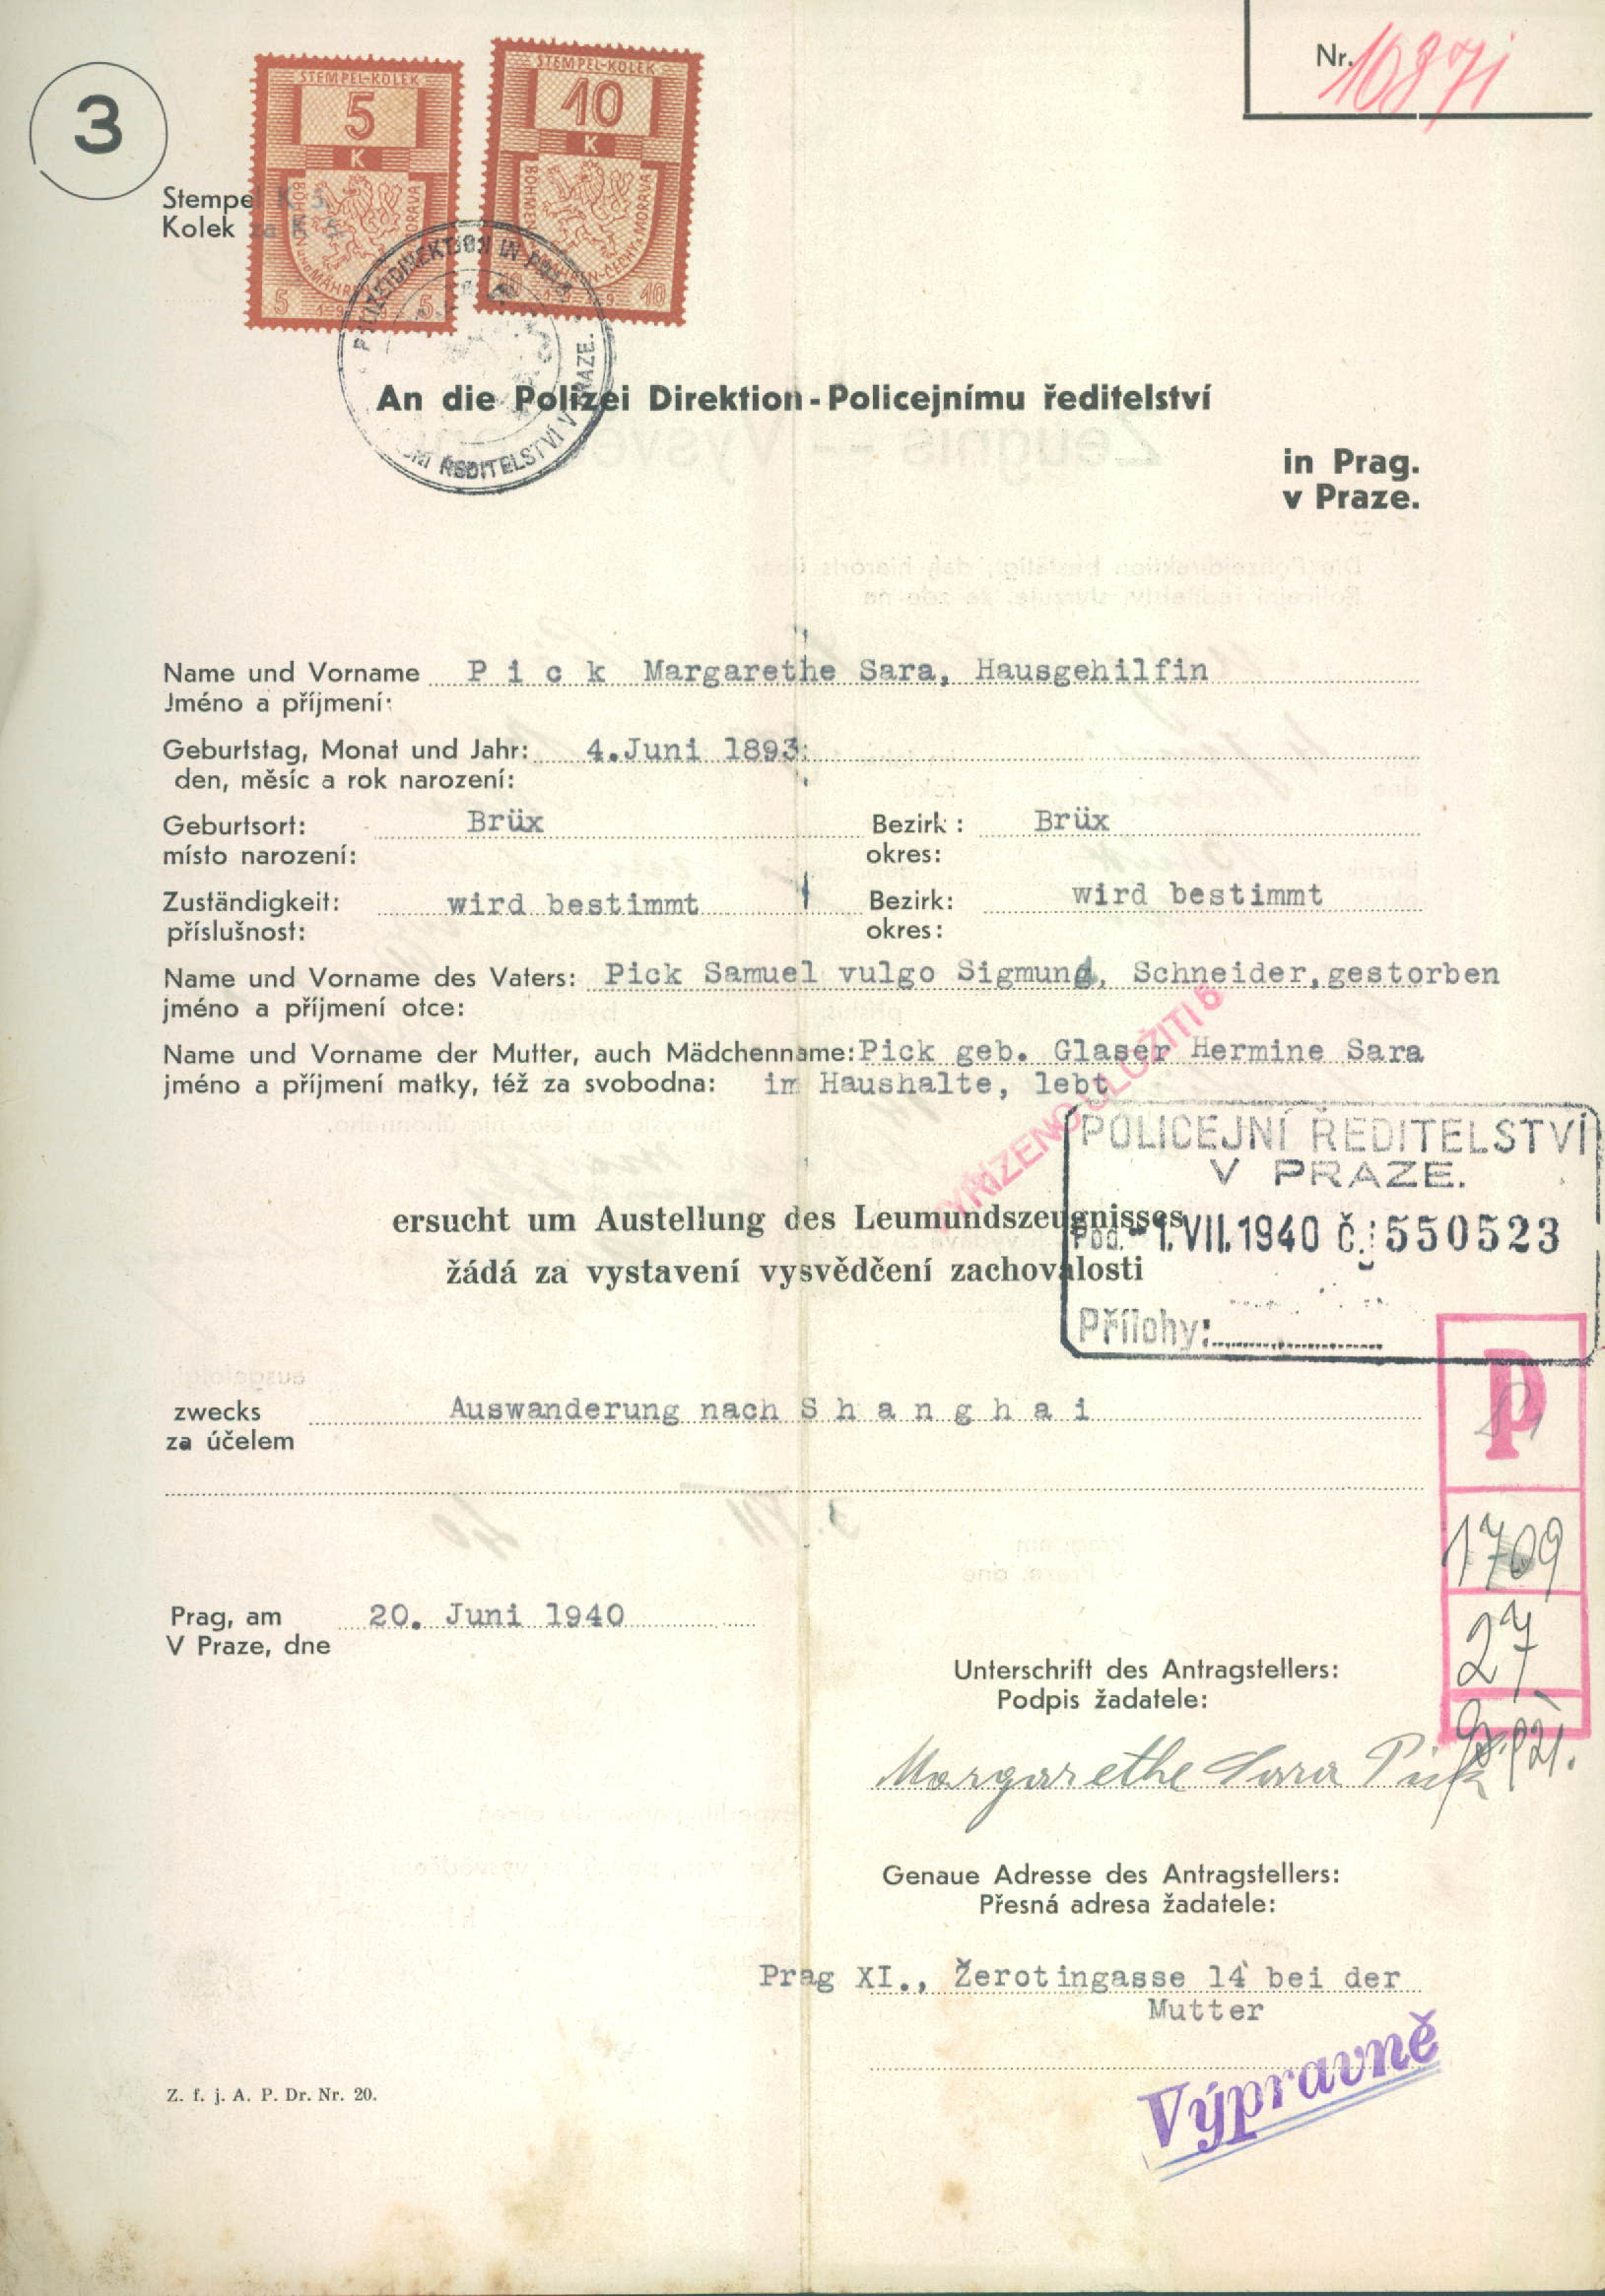 3
STEMPEL-KOLEK
5
K
STEMPEL-KOLEK
10
K
Nr. 1087j
Stempel K
Kolek za K
An die Polizei Direktion - Policejnímu ředitelství
in Prag.
v Praze.
Name und Vorname P i c k Margarethe Sara, Hausgehilfin
Jméno a příjmení:
Geburtstag, Monat und Jahr: 4.Juni 1893
den, měsíc a rok narození:
Geburtsort: Brüx Bezirk: Brüx
místo narození: okres:
Zuständigkeit: wird bestimmt Bezirk: wird bestimmt
příslušnost: okres:
Name und Vorname des Vaters: Pick Samuel vulgo Sigmund, Schneider, gestorben
jméno a příjmení otce:
Name und Vorname der Mutter, auch Mädchenname: Pick geb. Glaser Hermine Sara
jméno a příjmení matky, též za svobodna: im Haushalte, lebt
POLICEJNÍ ŘEDITELSTVÍ
V PRAZE.
Pod. -1.VII.1940 č.: 550523
Přílohy:
ersucht um Austellung des Leumundszeugnisses
žádá za vystavení vysvědčení zachovalosti
P
zwecks Auswanderung nach S h a n g h a i
za účelem
1709
27
Prag, am 20. Juni 1940
V Praze, dne
Unterschrift des Antragstellers:
Podpis žadatele:
Margarethe Sara Pick
Genaue Adresse des Antragstellers:
Přesná adresa žadatele:
Prag XI., Žerotingasse 14 bei der
Mutter
Výpravně
Z. f. j. A. P. Dr. Nr. 20.